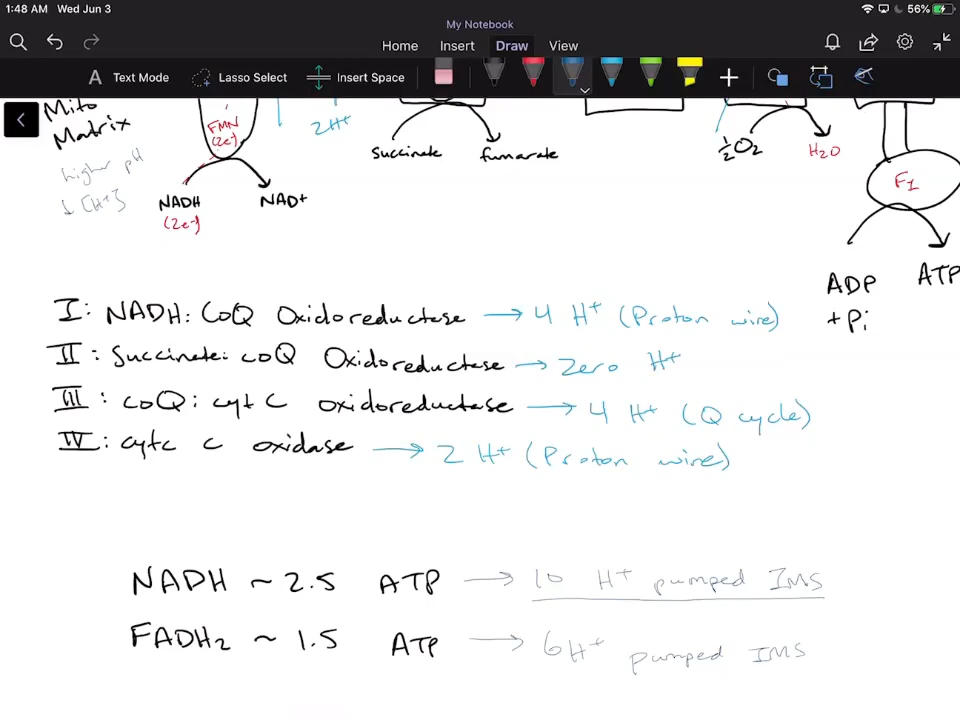 1:48 AM Wed Jun 3
56%
My Notebook
Home Insert Draw View
Text Mode Lasso Select Insert Space
Mito
Matrix
higher pH
↓ [H+]
FMN
(2e-)
2H+
NADH
(2e-)
NAD+
succinate
fumarate
½O2
H2O
F1
ADP
+Pi
ATP
I: NADH: CoQ Oxidoreductase → 4 H+ (Proton wire)
II: Succinate: CoQ Oxidoreductase → Zero H+
III: coQ: cyt C oxidoreductase → 4 H+ (Q cycle)
IV: cytc C oxidase → 2 H+ (Proton wire)
NADH ~ 2.5 ATP → 10 H+ pumped IMS
FADH2 ~ 1.5 ATP → 6H+ pumped IMS